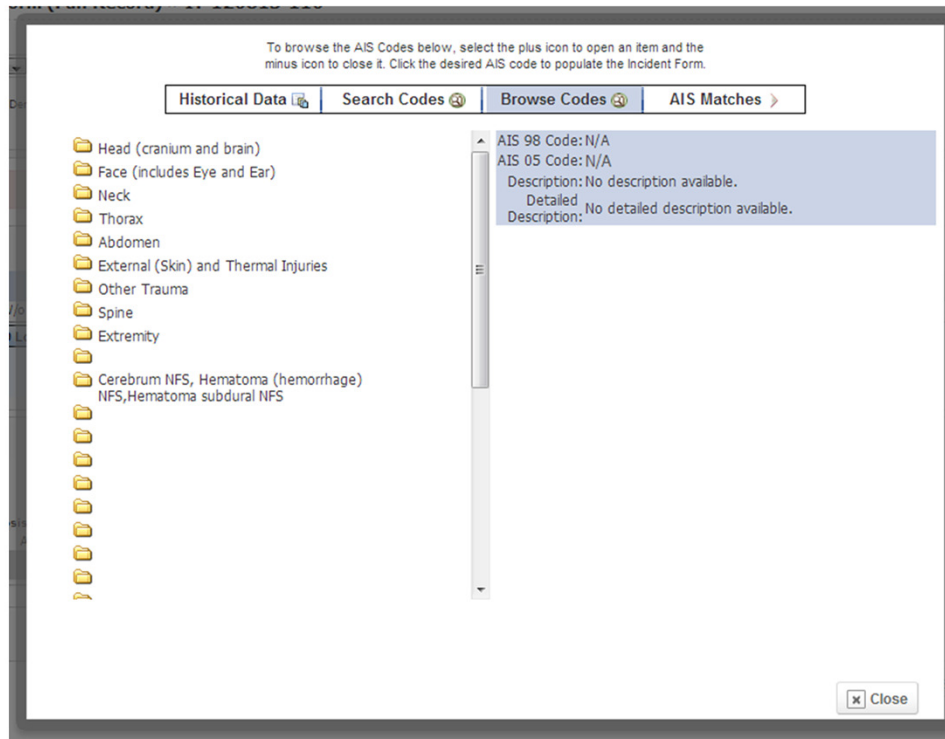 To browse the AIS Codes below, select the plus icon to open an item and the
minus icon to close it. Click the desired AIS code to populate the Incident Form.
Historical Data Search Codes Browse Codes AIS Matches
Head (cranium and brain)
Face (includes Eye and Ear)
Neck
Thorax
Abdomen
External (Skin) and Thermal Injuries
Other Trauma
Spine
Extremity
Cerebrum NFS, Hematoma (hemorrhage)
NFS,Hematoma subdural NFS
AIS 98 Code: N/A
AIS 05 Code: N/A
Description: No description available.
Detailed Description: No detailed description available.
Close